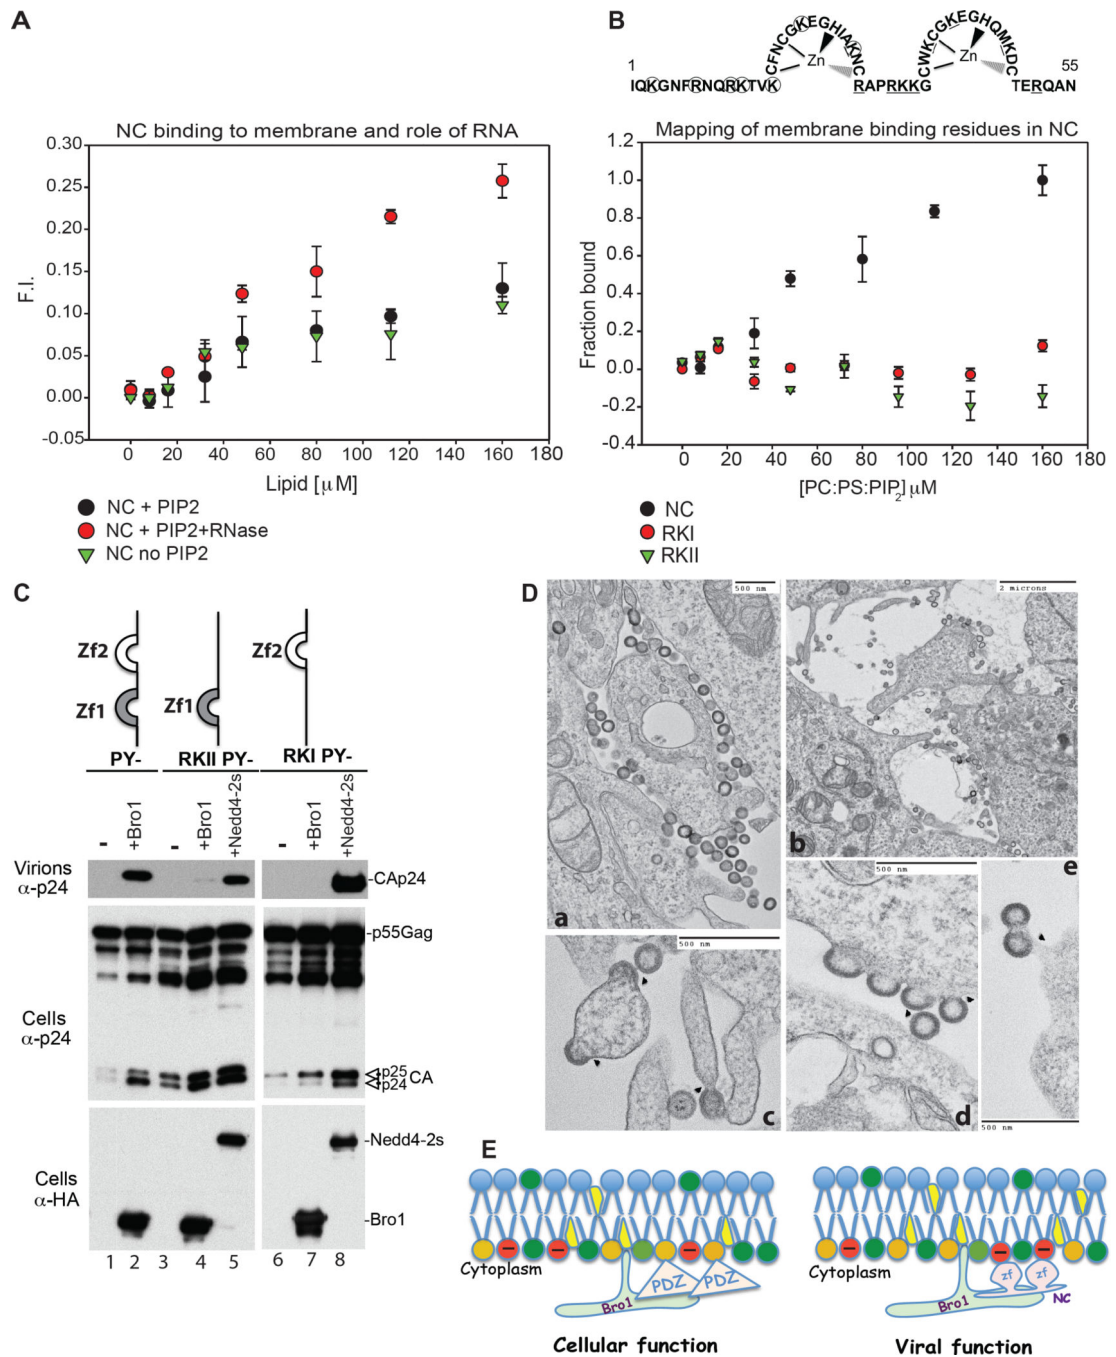 A
NC binding to membrane and role of RNA
0.30
0.25
0.20
0.15
0.10
0.05
0.00
-0.05
F.I.
0 20 40 60 80 100 120 140 160 180
Lipid [μM]
NC + PIP2
NC + PIP2+RNase
NC no PIP2
B
1
IQKGNFRNQRKTVK
CFNCGKEGHIAKNC
Zn
RAPRKKG
CWKCGKEGHQMKDC
Zn
55
TERQAN
Mapping of membrane binding residues in NC
1.2
1.0
0.8
0.6
0.4
0.2
0.0
-0.2
-0.4
Fraction bound
0 20 40 60 80 100 120 140 160 180
[PC:PS:PIP2] μM
NC
RKI
RKII
C
Zf2
Zf1
Zf1
Zf2
PY-
RKII PY-
RKI PY-
-
+Bro1
-
+Bro1
+Nedd4-2s
-
+Bro1
+Nedd4-2s
Virions
α-p24
-CAp24
Cells
α-p24
-p55Gag
p25
p24
CA
Cells
α-HA
-Nedd4-2s
-Bro1
1 2 3 4 5 6 7 8
D
500 nm
a
2 microns
b
500 nm
c
500 nm
d
e
500 nm
E
Cytoplasm
Bro1
PDZ
PDZ
Cellular function
Cytoplasm
Bro1
zf
zf
NC
Viral function